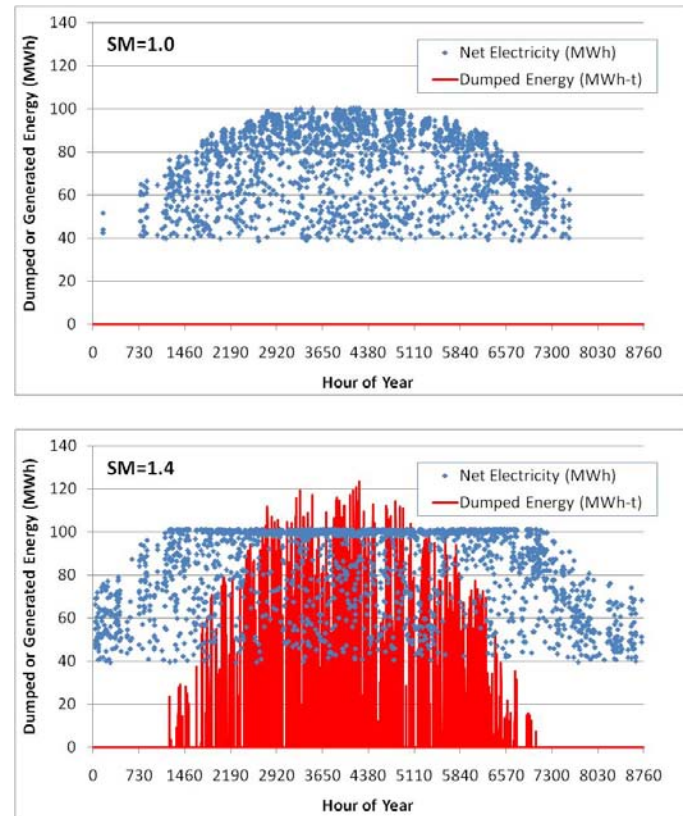 SM=1.0
Net Electricity (MWh)
Dumped Energy (MWh-t)
Dumped or Generated Energy (MWh)
140
120
100
80
60
40
20
0
0 730 1460 2190 2920 3650 4380 5110 5840 6570 7300 8030 8760
Hour of Year
SM=1.4
Net Electricity (MWh)
Dumped Energy (MWh-t)
Dumped or Generated Energy (MWh)
140
120
100
80
60
40
20
0
0 730 1460 2190 2920 3650 4380 5110 5840 6570 7300 8030 8760
Hour of Year